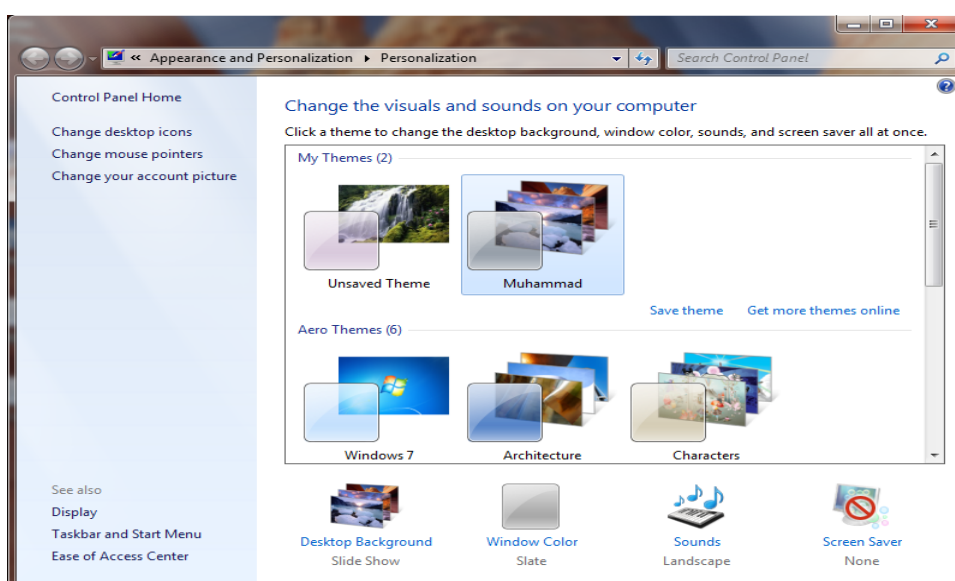 « Appearance and Personalization ▸ Personalization
Search Control Panel
Control Panel Home
Change desktop icons
Change mouse pointers
Change your account picture
See also
Display
Taskbar and Start Menu
Ease of Access Center
Change the visuals and sounds on your computer
Click a theme to change the desktop background, window color, sounds, and screen saver all at once.
My Themes (2)
Unsaved Theme
Muhammad
Save theme
Get more themes online
Aero Themes (6)
Windows 7
Architecture
Characters
Desktop Background
Slide Show
Window Color
Slate
Sounds
Landscape
Screen Saver
None